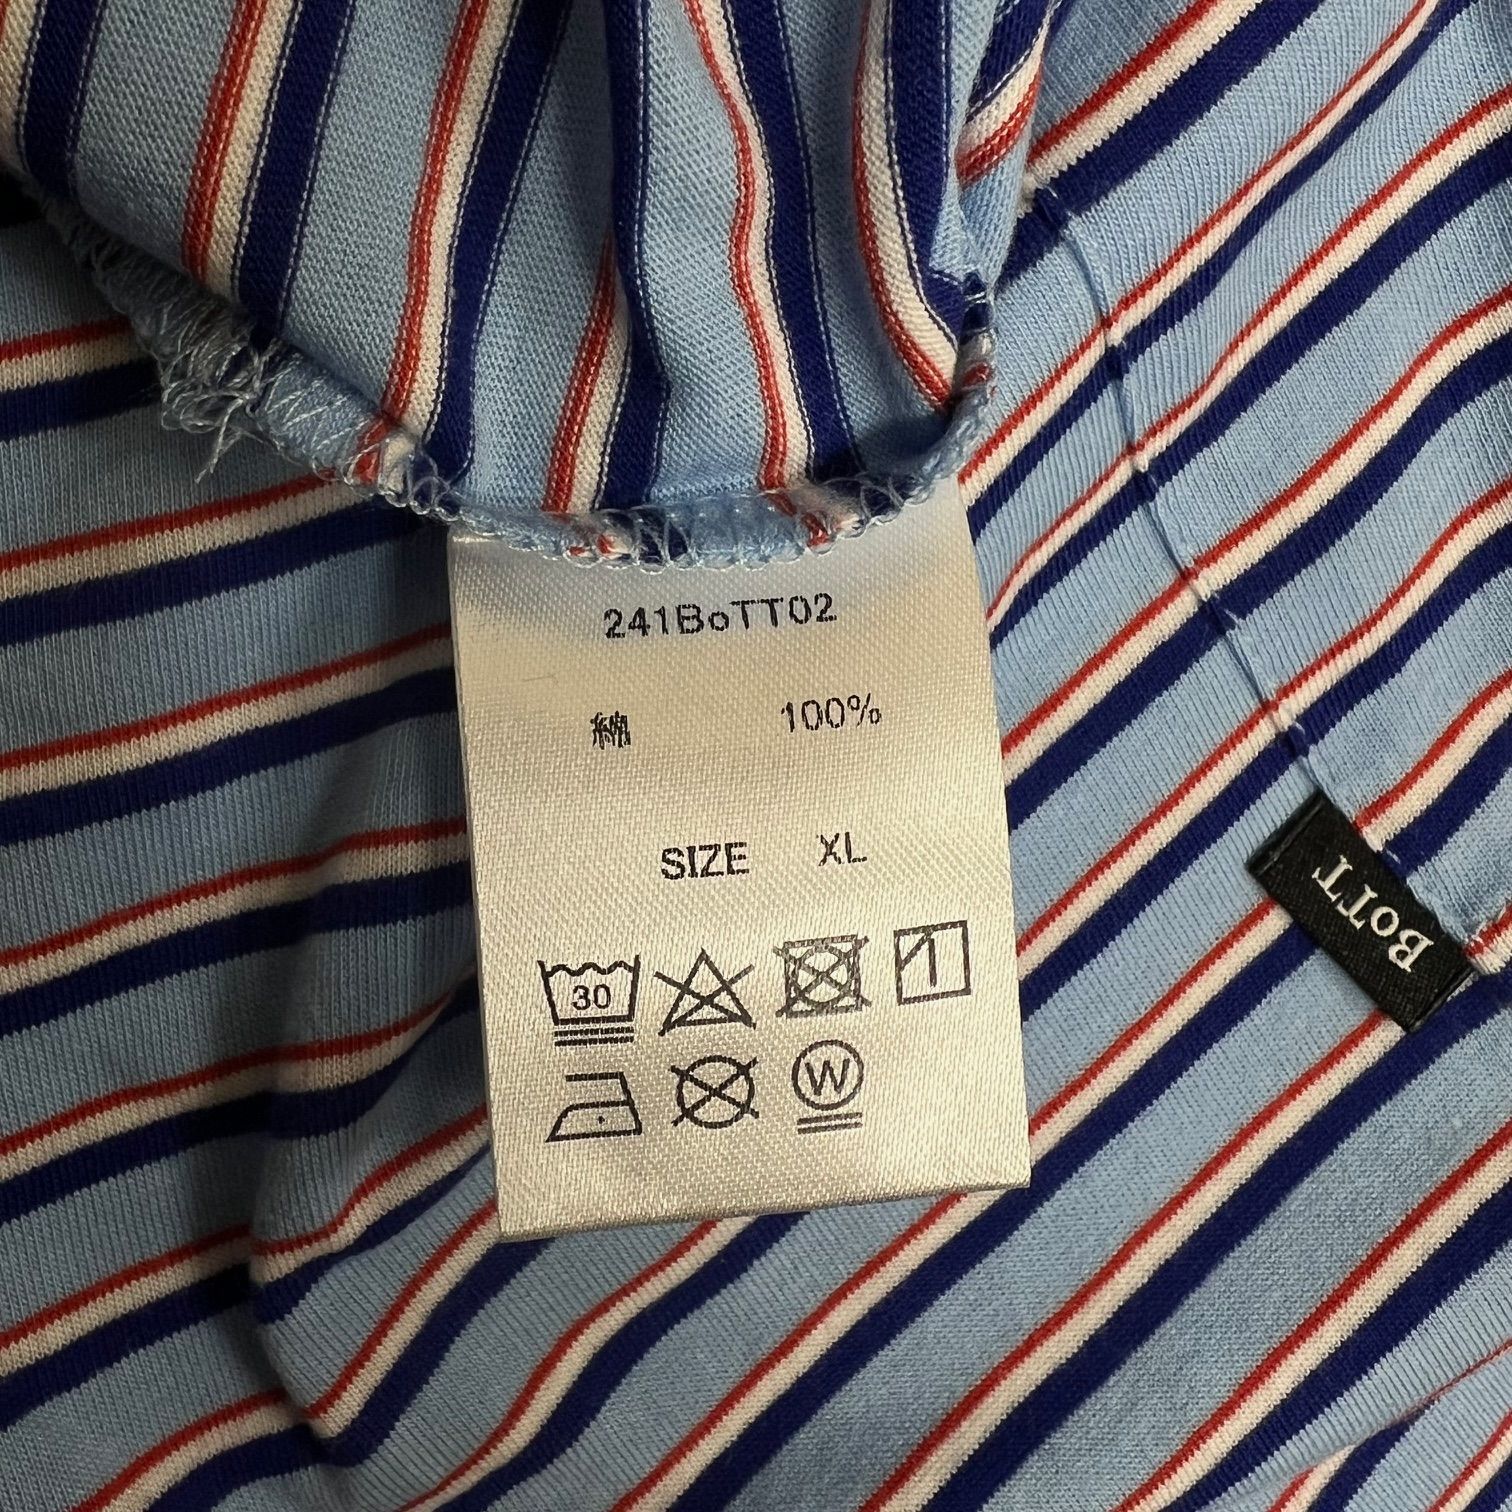 241BoTT02
綿 100%
SIZE XL
30
W
BoTT